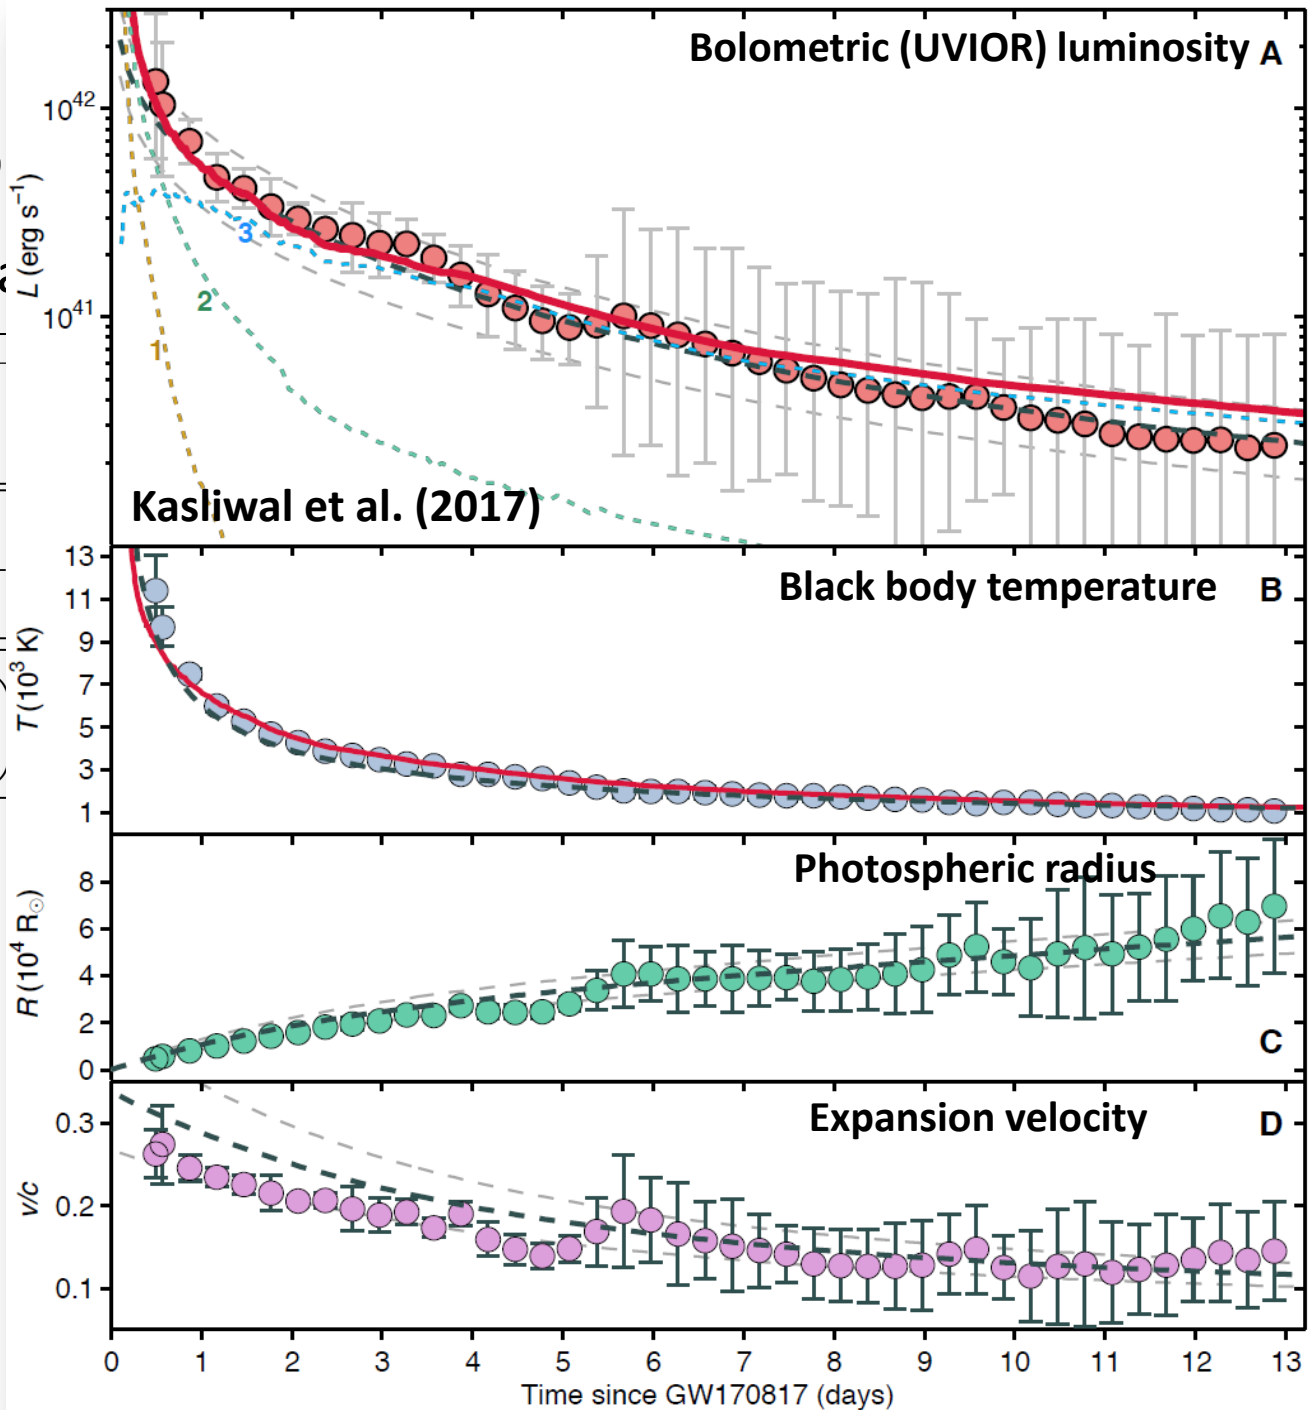 Bolometric (UVIOR) luminosity A
10^42
10^41
L (erg s^−1)
1
2
3
Kasliwal et al. (2017)
Black body temperature B
13
11
9
7
5
3
1
T (10^3 K)
Photospheric radius
C
8
6
4
2
0
R (10^4 R_☉)
Expansion velocity D
0.3
0.2
0.1
v/c
0 1 2 3 4 5 6 7 8 9 10 11 12 13
Time since GW170817 (days)